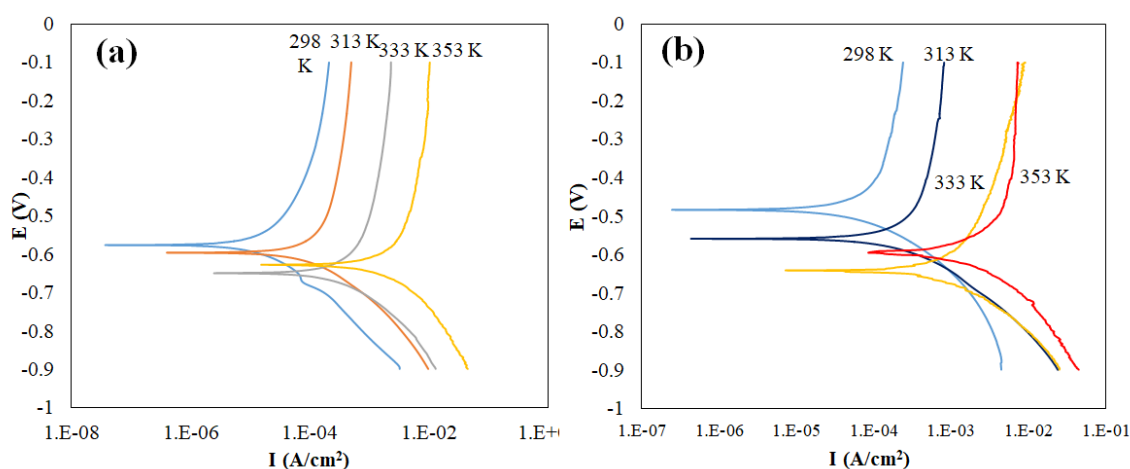 (a)
298 K
313 K
333 K
353 K
0
-0.1
-0.2
-0.3
-0.4
-0.5
-0.6
-0.7
-0.8
-0.9
-1
E (V)
1.E-08
1.E-06
1.E-04
1.E-02
1.E+0
I (A/cm²)
(b)
298 K
313 K
333 K
353 K
0
-0.1
-0.2
-0.3
-0.4
-0.5
-0.6
-0.7
-0.8
-0.9
-1
E (V)
1.E-07
1.E-06
1.E-05
1.E-04
1.E-03
1.E-02
1.E-01
I (A/cm²)